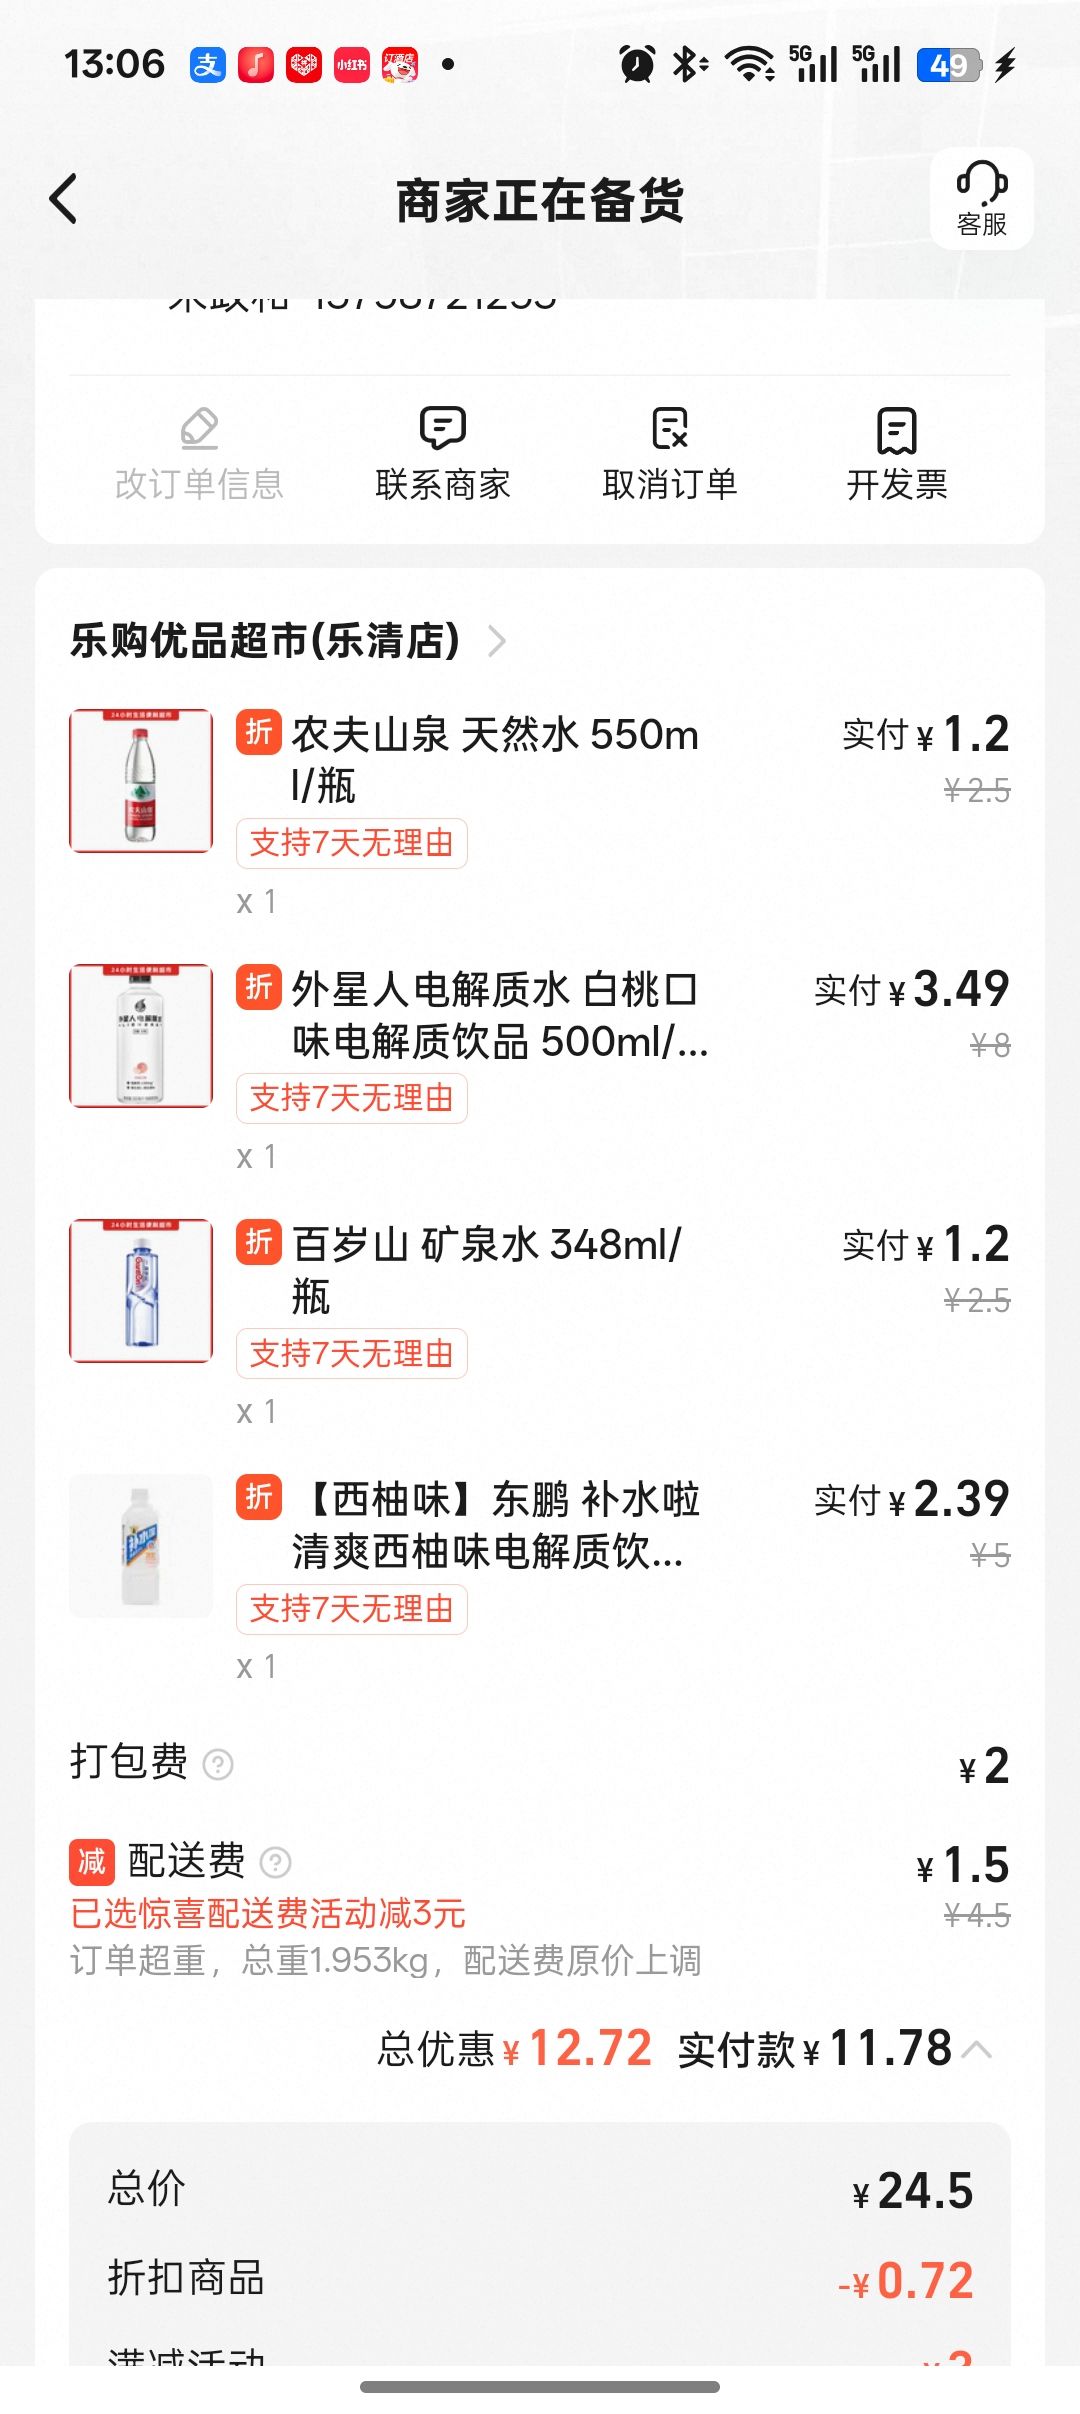 13:06
5G
5G
49
商家正在备货
客服
改订单信息
联系商家
取消订单
开发票
乐购优品超市(乐清店)
折 农夫山泉 天然水 550m
l/瓶
实付 ¥1.2
¥2.5
支持7天无理由
x 1
折 外星人电解质水 白桃口
味电解质饮品 500ml/...
实付 ¥3.49
¥8
支持7天无理由
x 1
折 百岁山 矿泉水 348ml/
瓶
实付 ¥1.2
¥2.5
支持7天无理由
x 1
折 【西柚味】东鹏 补水啦
清爽西柚味电解质饮...
实付 ¥2.39
¥5
支持7天无理由
x 1
打包费
¥2
减 配送费
¥1.5
已选惊喜配送费活动减3元
¥4.5
订单超重，总重1.953kg，配送费原价上调
总优惠 ¥12.72 实付款 ¥11.78
总价
¥24.5
折扣商品
-¥0.72
满减活动